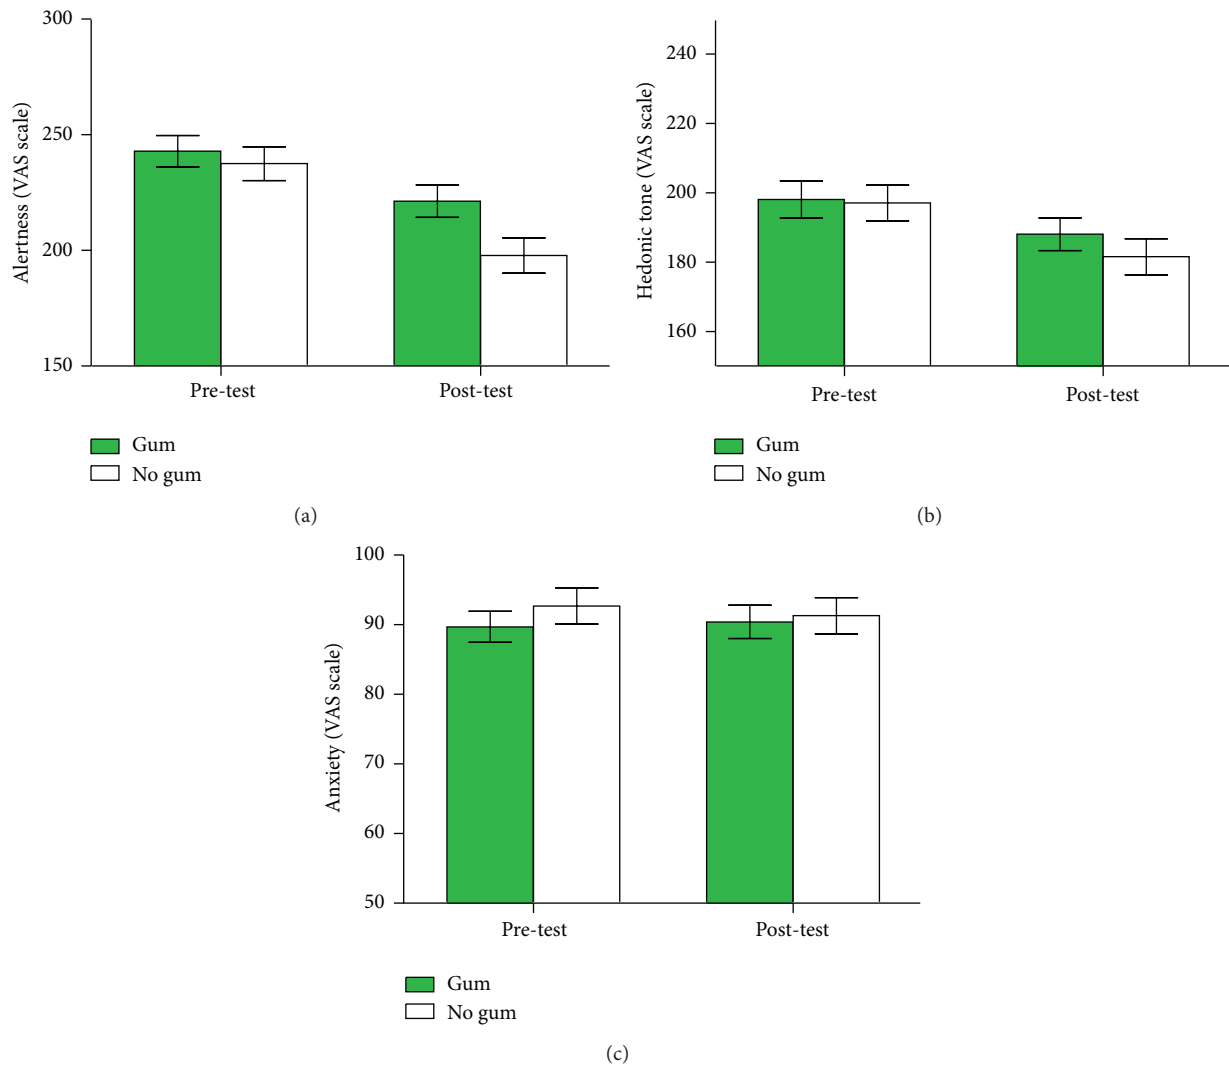 300
250
200
150
Alertness (VAS scale)
Pre-test
Post-test
Gum
No gum
(a)
240
220
200
180
160
Hedonic tone (VAS scale)
Pre-test
Post-test
Gum
No gum
(b)
100
90
80
70
60
50
Anxiety (VAS scale)
Pre-test
Post-test
Gum
No gum
(c)